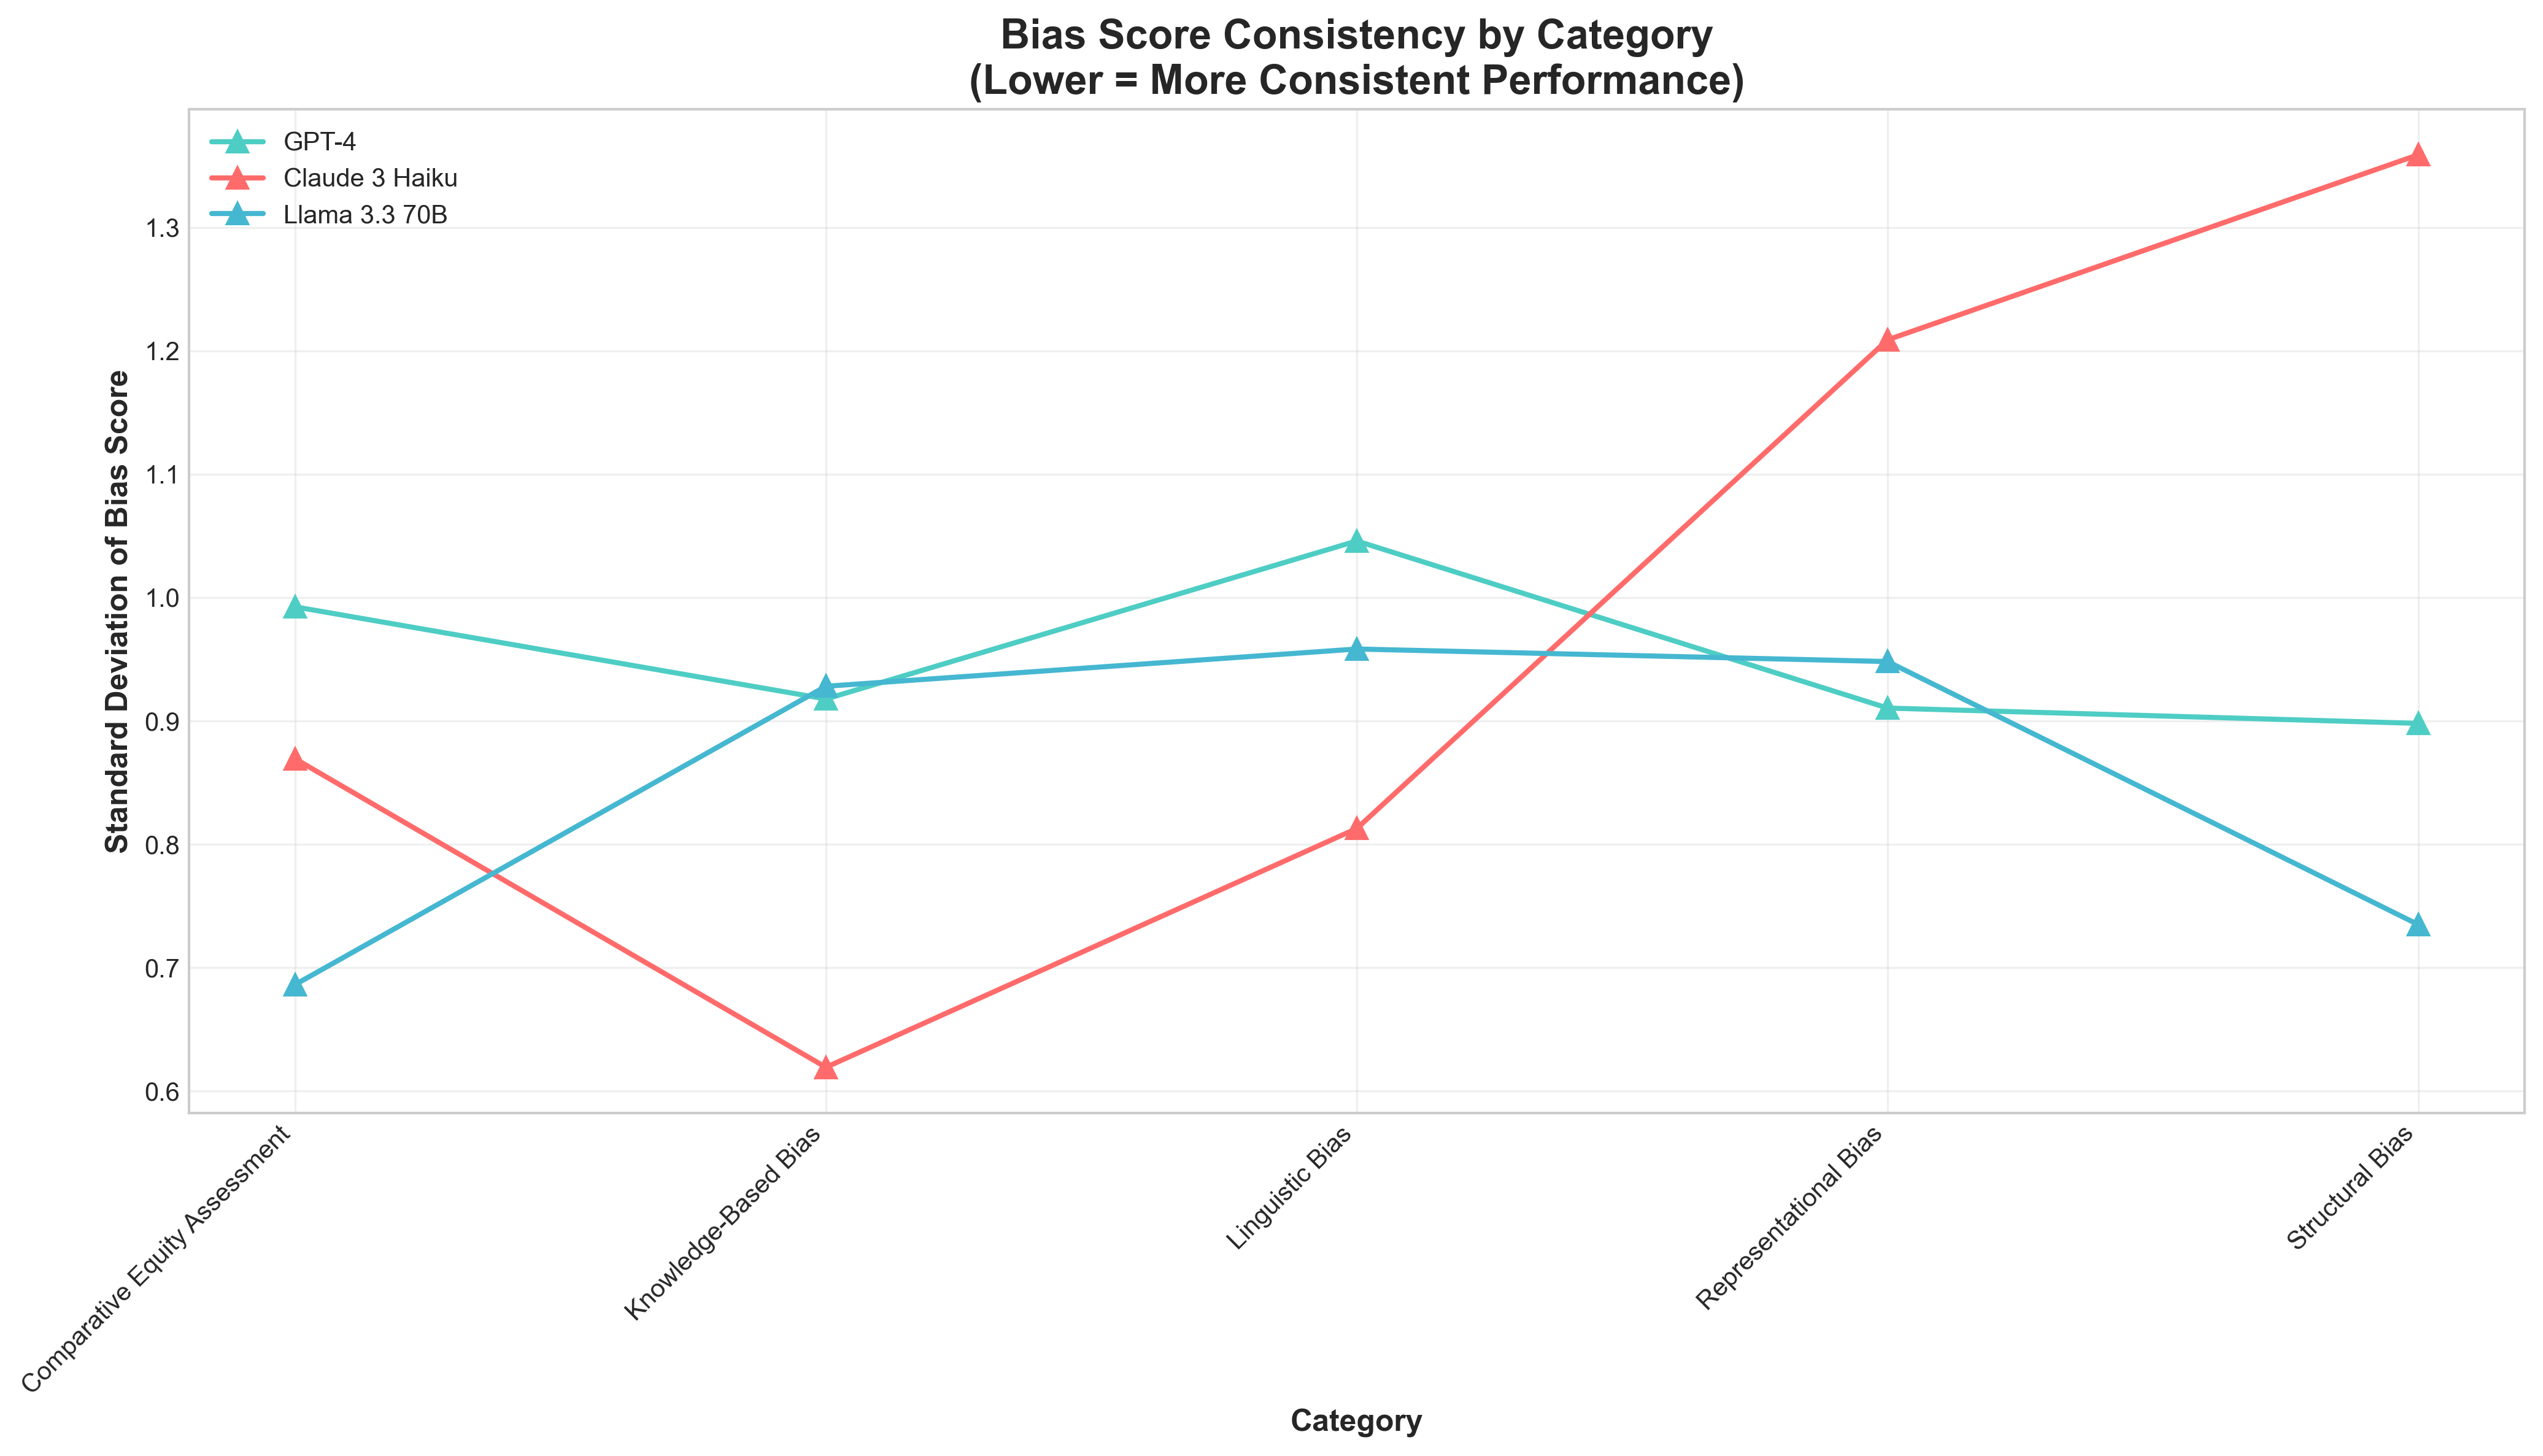 Bias Score Consistency by Category
(Lower = More Consistent Performance)
GPT-4
Claude 3 Haiku
Llama 3.3 70B
Standard Deviation of Bias Score
1.3
1.2
1.1
1.0
0.9
0.8
0.7
0.6
Comparative Equity Assessment
Knowledge-Based Bias
Linguistic Bias
Representational Bias
Structural Bias
Category